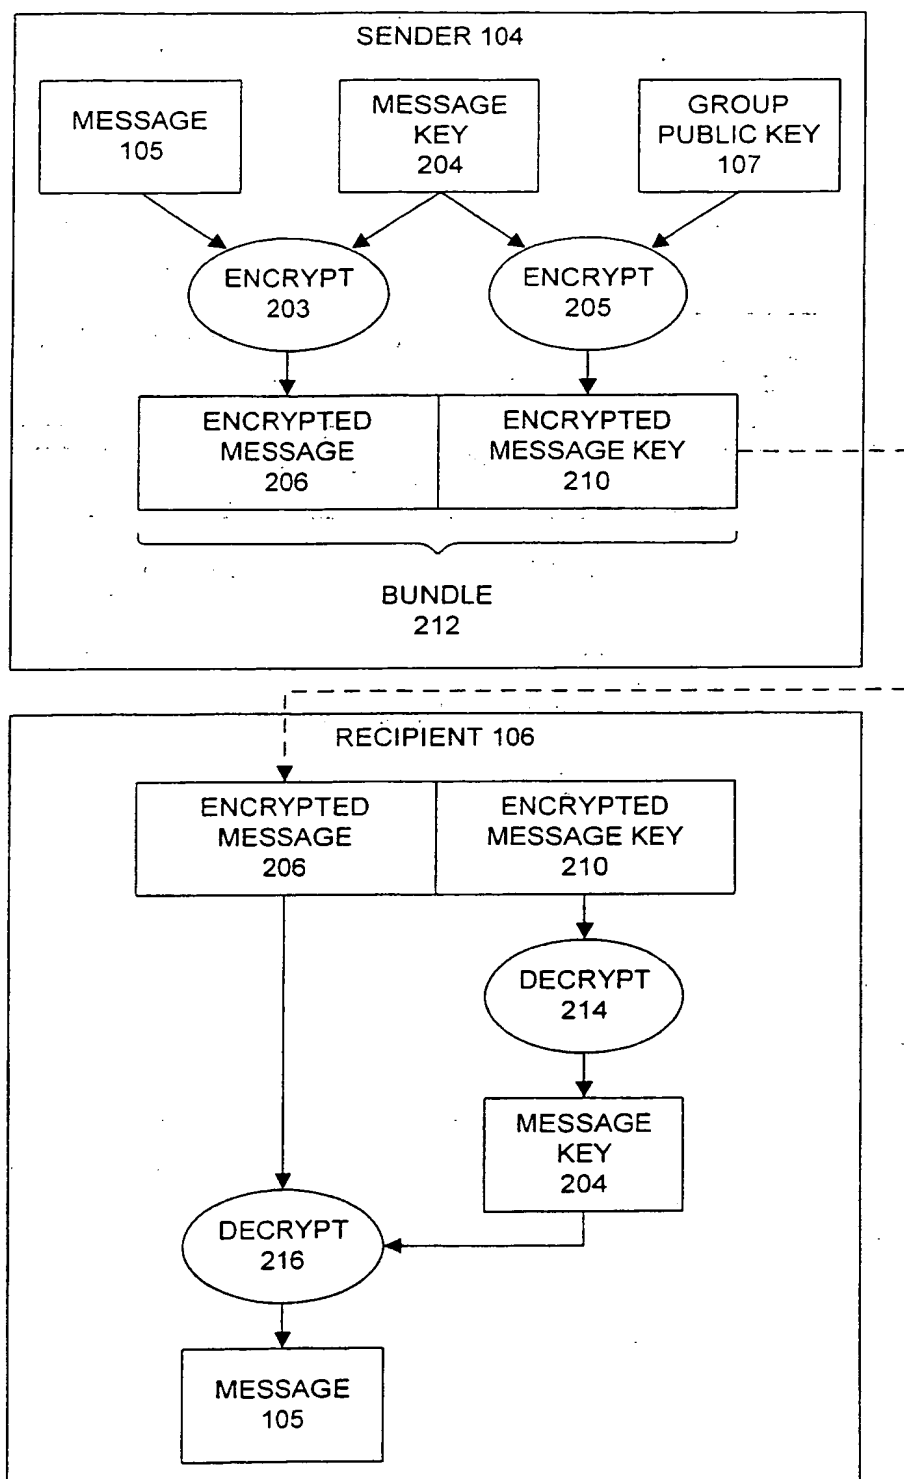 SENDER 104
MESSAGE
105
MESSAGE
KEY
204
GROUP
PUBLIC KEY
107
ENCRYPT
203
ENCRYPT
205
ENCRYPTED
MESSAGE
206
ENCRYPTED
MESSAGE KEY
210
BUNDLE
212
RECIPIENT 106
ENCRYPTED
MESSAGE
206
ENCRYPTED
MESSAGE KEY
210
DECRYPT
214
MESSAGE
KEY
204
DECRYPT
216
MESSAGE
105